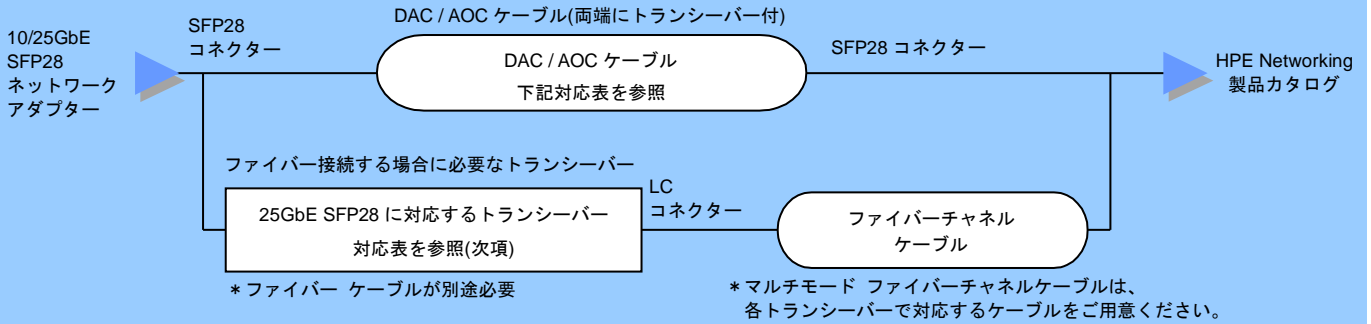 10/25GbE
SFP28
ネットワーク
アダプター
SFP28
コネクター
DAC / AOC ケーブル(両端にトランシーバー付)
DAC / AOC ケーブル
下記対応表を参照
SFP28 コネクター
HPE Networking
製品カタログ
ファイバー接続する場合に必要なトランシーバー
25GbE SFP28 に対応するトランシーバー
対応表を参照(次項)
＊ファイバー ケーブルが別途必要
LC
コネクター
ファイバーチャネル
ケーブル
＊マルチモード ファイバーチャネルケーブルは、
各トランシーバーで対応するケーブルをご用意ください。